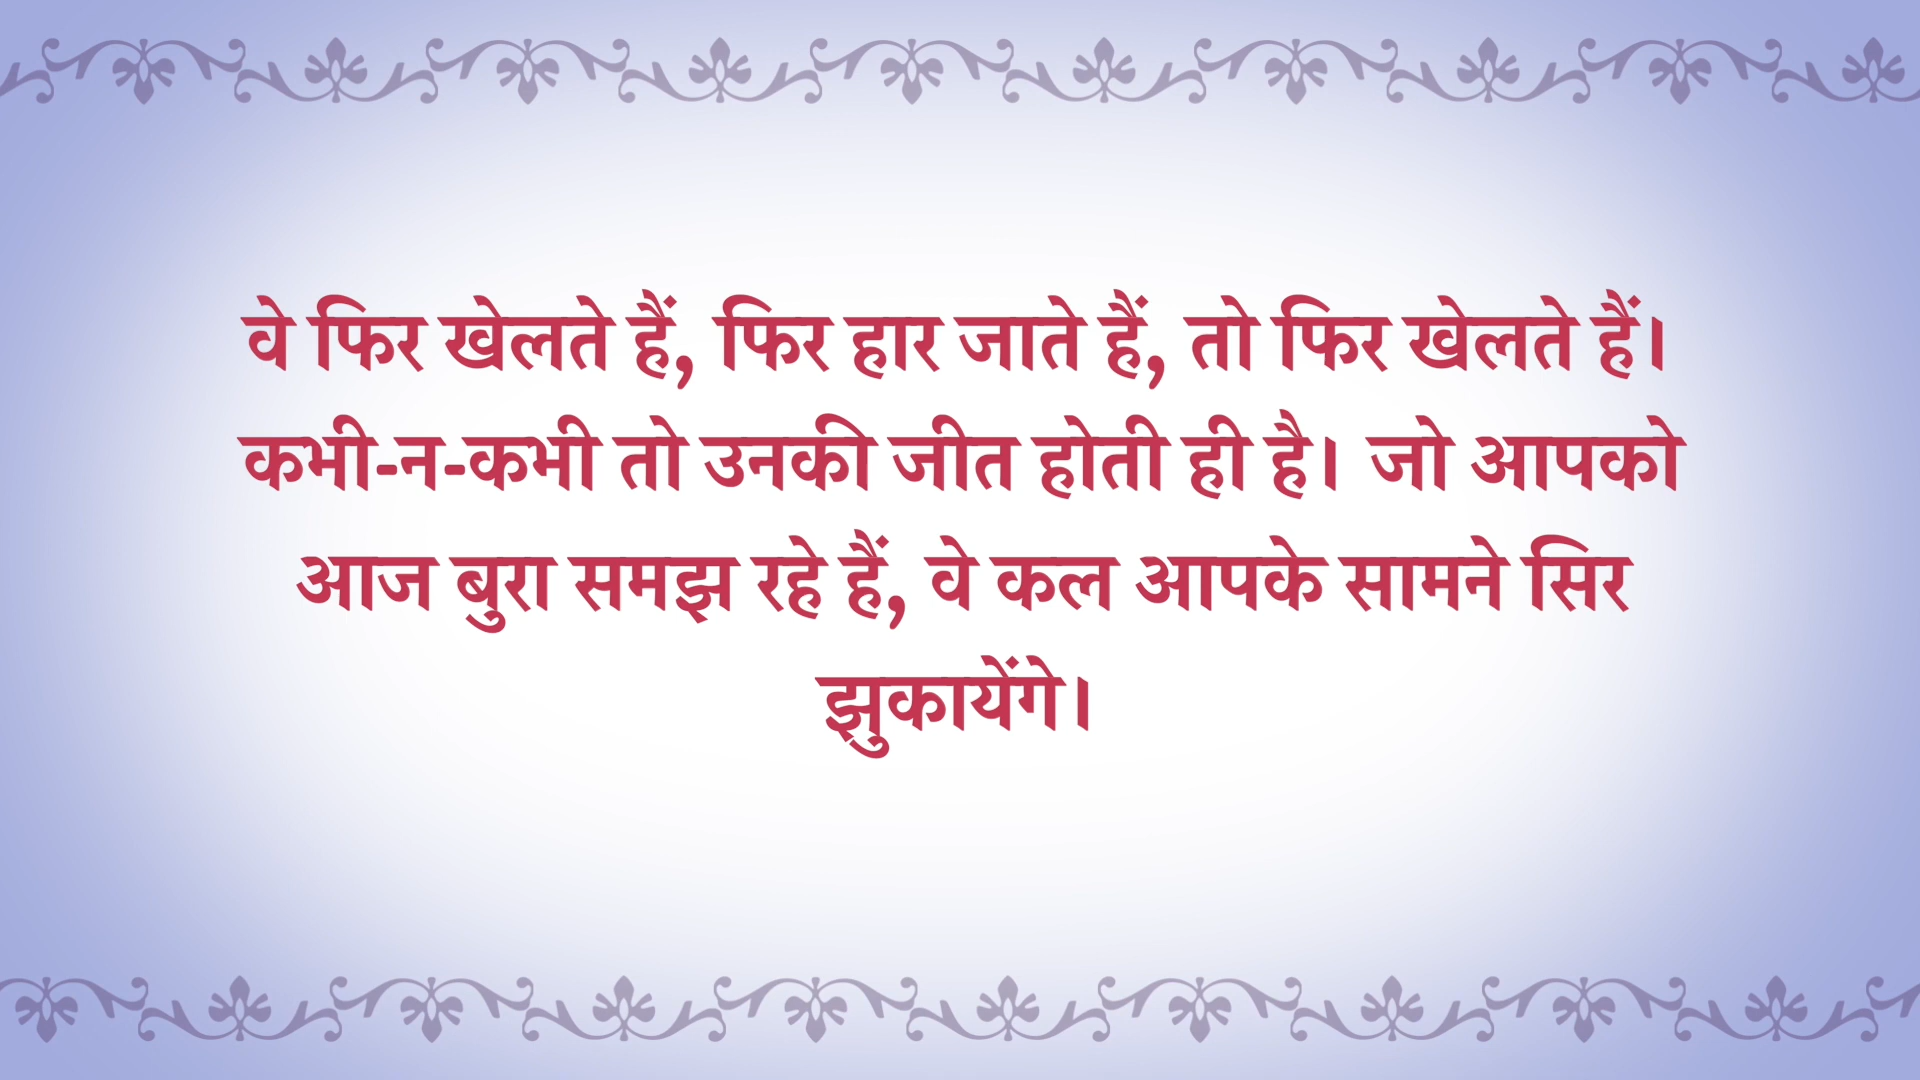 वे फिर खेलते हैं, फिर हार जाते हैं, तो फिर खेलते हैं।
कभी-न-कभी तो उनकी जीत होती ही है। जो आपको
आज बुरा समझ रहे हैं, वे कल आपके सामने सिर
झुकायेंगे।